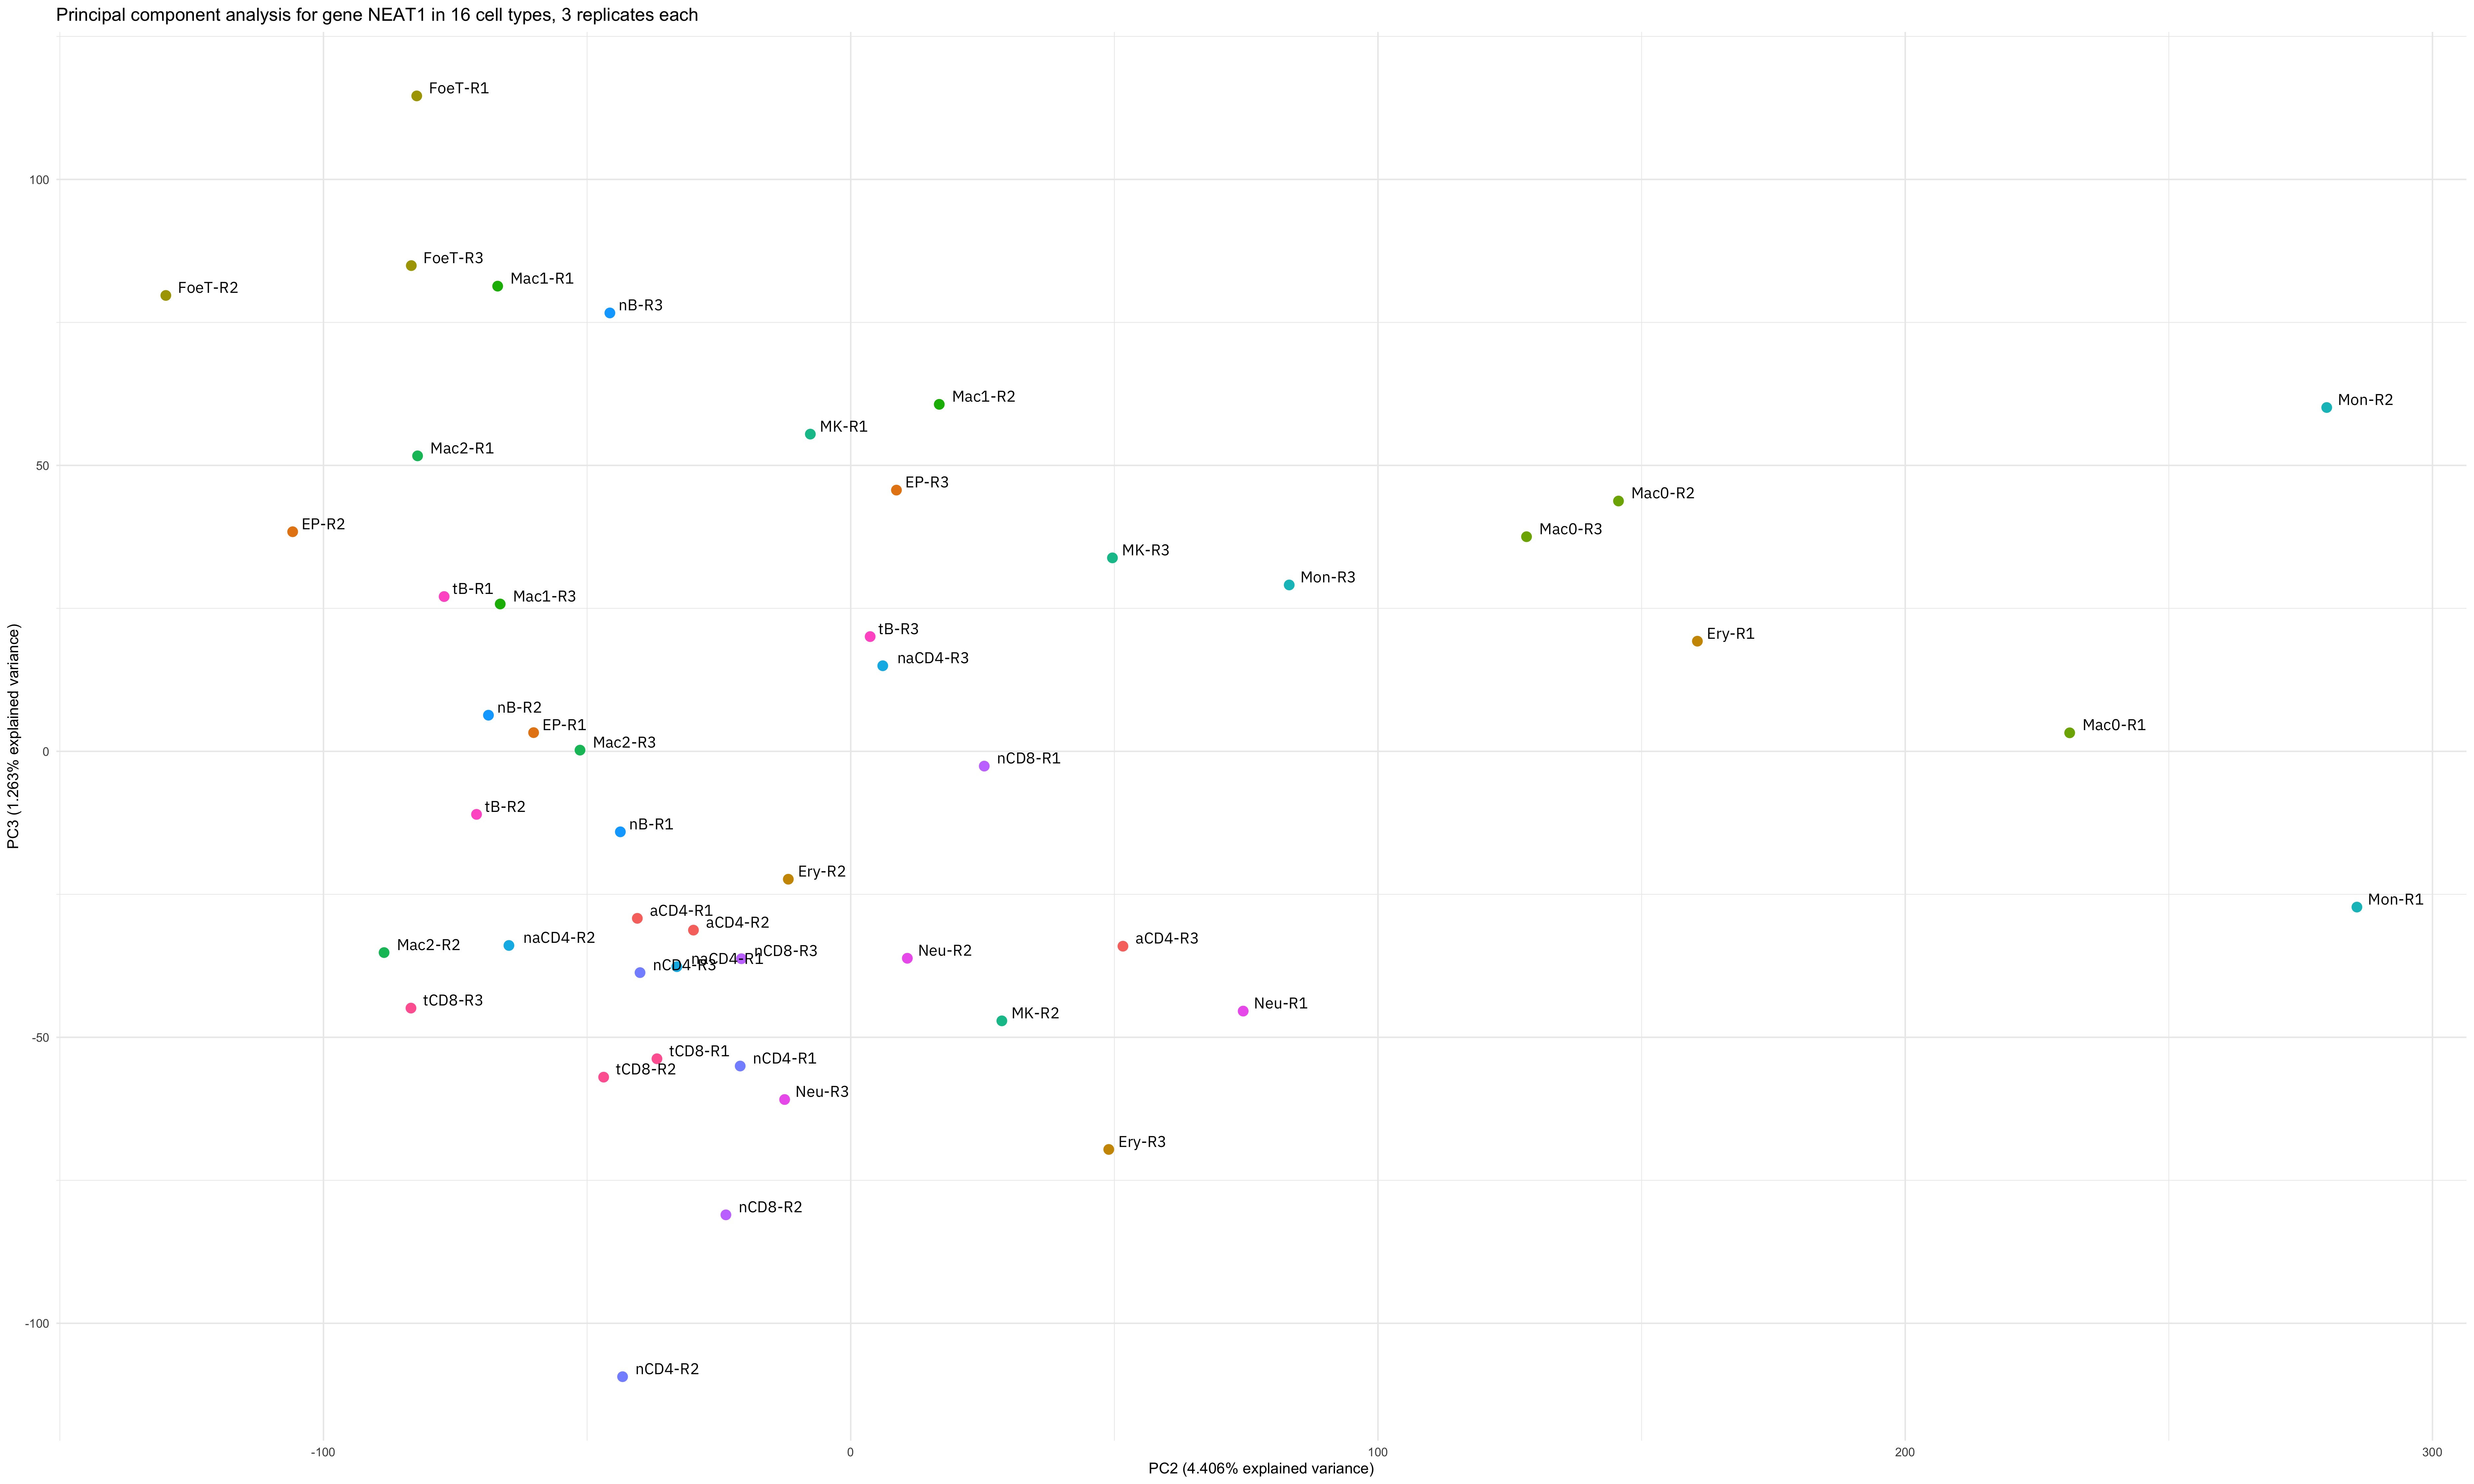 Principal component analysis for gene NEAT1 in 16 cell types, 3 replicates each
FoeT-R1
100
FoeT-R3
Mac1-R1
FoeT-R2
nB-R3
Mac1-R2
Mon-R2
MK-R1
Mac2-R1
50
EP-R3
Mac0-R2
EP-R2
Mac0-R3
MK-R3
Mon-R3
tB-R1
Mac1-R3
tB-R3
Ery-R1
naCD4-R3
nB-R2
EP-R1
Mac0-R1
Mac2-R3
0
nCD8-R1
PC3 (1.263% explained variance)
tB-R2
nB-R1
Ery-R2
Mon-R1
aCD4-R1
aCD4-R2
naCD4-R2
aCD4-R3
Mac2-R2
nCD8-R3
Neu-R2
naCD4-R1
nCD4-R3
tCD8-R3
Neu-R1
MK-R2
-50
tCD8-R1
nCD4-R1
tCD8-R2
Neu-R3
Ery-R3
nCD8-R2
-100
nCD4-R2
-100
0
100
200
300
PC2 (4.406% explained variance)